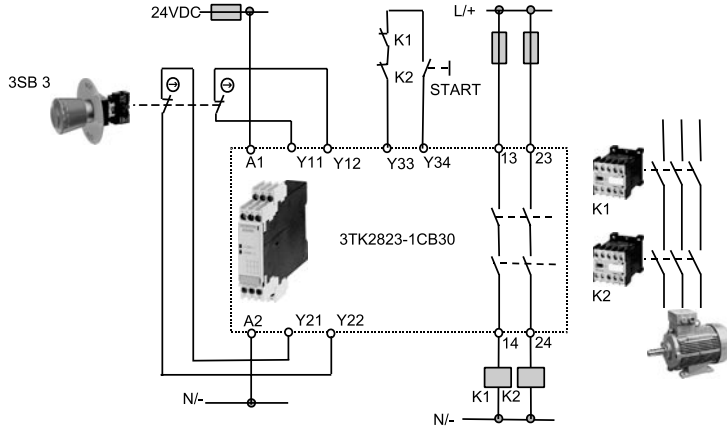 24VDC
L/+
K1
3SB 3
K2
START
A1
Y11
Y12
Y33
Y34
13
23
3TK2823-1CB30
K1
K2
A2
Y21
Y22
14
24
K1
K2
N/-
N/-